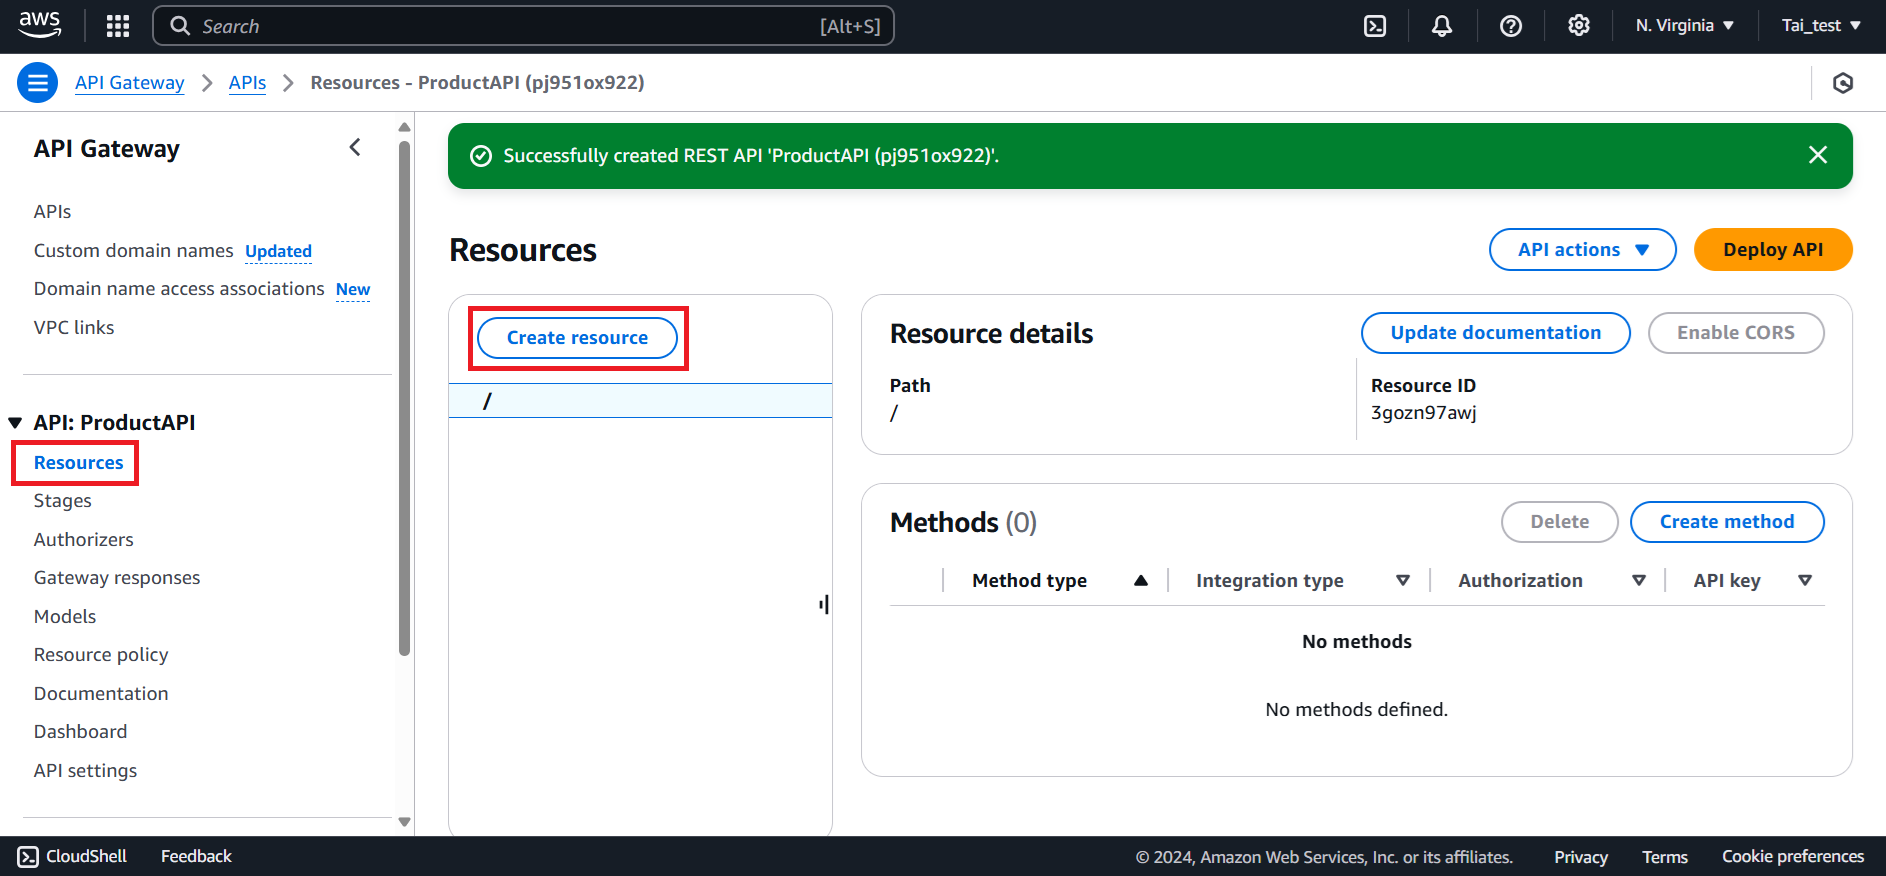 aws
Search [Alt+S]
N. Virginia
Tai_test
API Gateway
APIs
Resources - ProductAPI (pj951ox922)
API Gateway
APIs
Custom domain names Updated
Domain name access associations New
VPC links
API: ProductAPI
Resources
Stages
Authorizers
Gateway responses
Models
Resource policy
Documentation
Dashboard
API settings
Successfully created REST API 'ProductAPI (pj951ox922)'.
Resources
API actions
Deploy API
Create resource
/
Resource details
Update documentation
Enable CORS
Path
/
Resource ID
3gozn97awj
Methods (0)
Delete
Create method
Method type
Integration type
Authorization
API key
No methods
No methods defined.
CloudShell
Feedback
© 2024, Amazon Web Services, Inc. or its affiliates.
Privacy
Terms
Cookie preferences